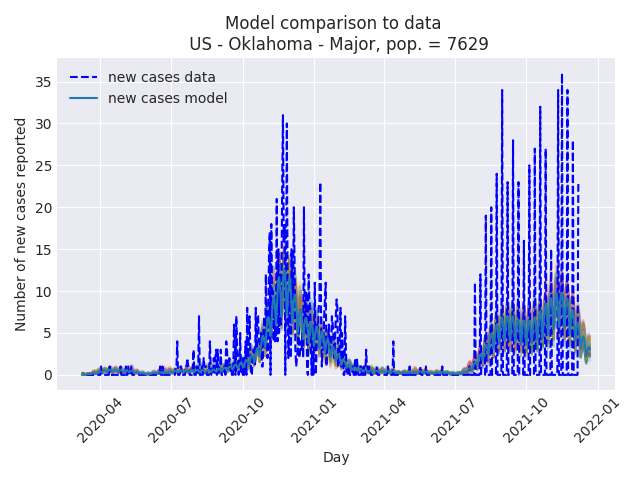 Model comparison to data
US - Oklahoma - Major, pop. = 7629
new cases data
new cases model
Number of new cases reported
35
30
25
20
15
10
5
0
2020-04
2020-07
2020-10
2021-01
2021-04
2021-07
2021-10
2022-01
Day